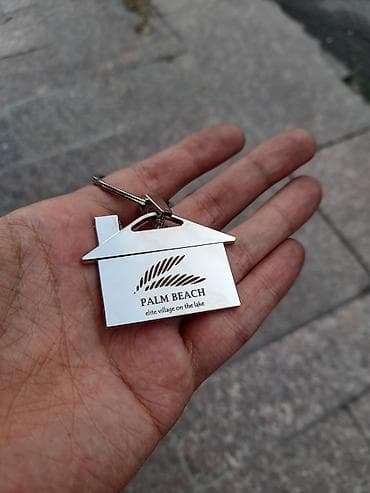 PALM BEACH
elite village on the lake